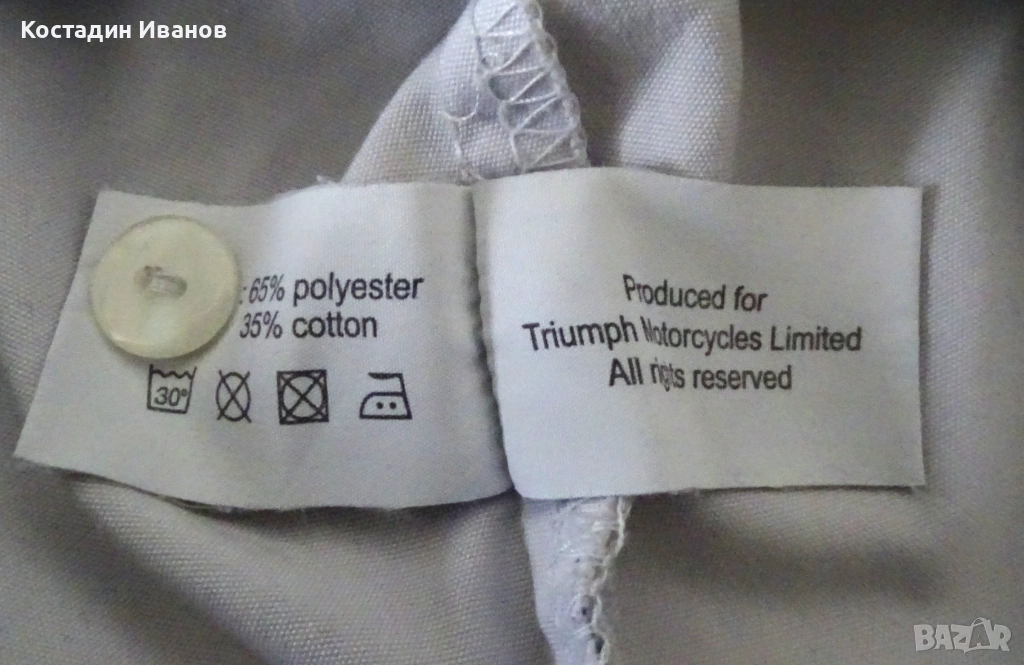 Костадин Иванов
: 65% polyester
35% cotton
30°
Produced for
Triumph Motorcycles Limited
All rights reserved
BAZAR